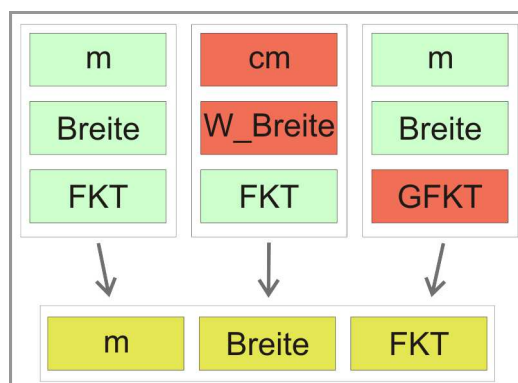 m
Breite
FKT
cm
W_Breite
FKT
m
Breite
GFKT
m Breite FKT